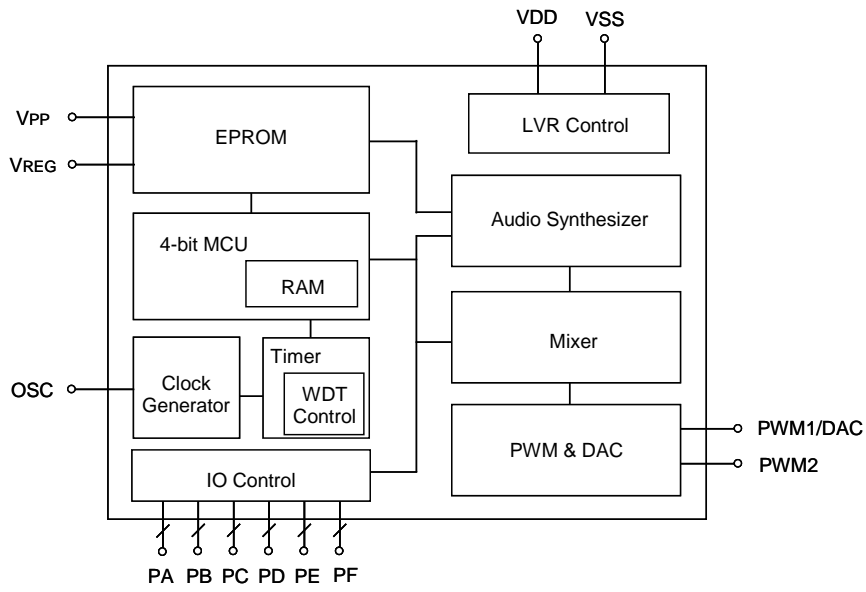 VDD VSS
VPP
VREG
EPROM
LVR Control
4-bit MCU
RAM
Audio Synthesizer
Mixer
OSC
Clock
Generator
Timer
WDT
Control
PWM & DAC
PWM1/DAC
PWM2
IO Control
PA PB PC PD PE PF